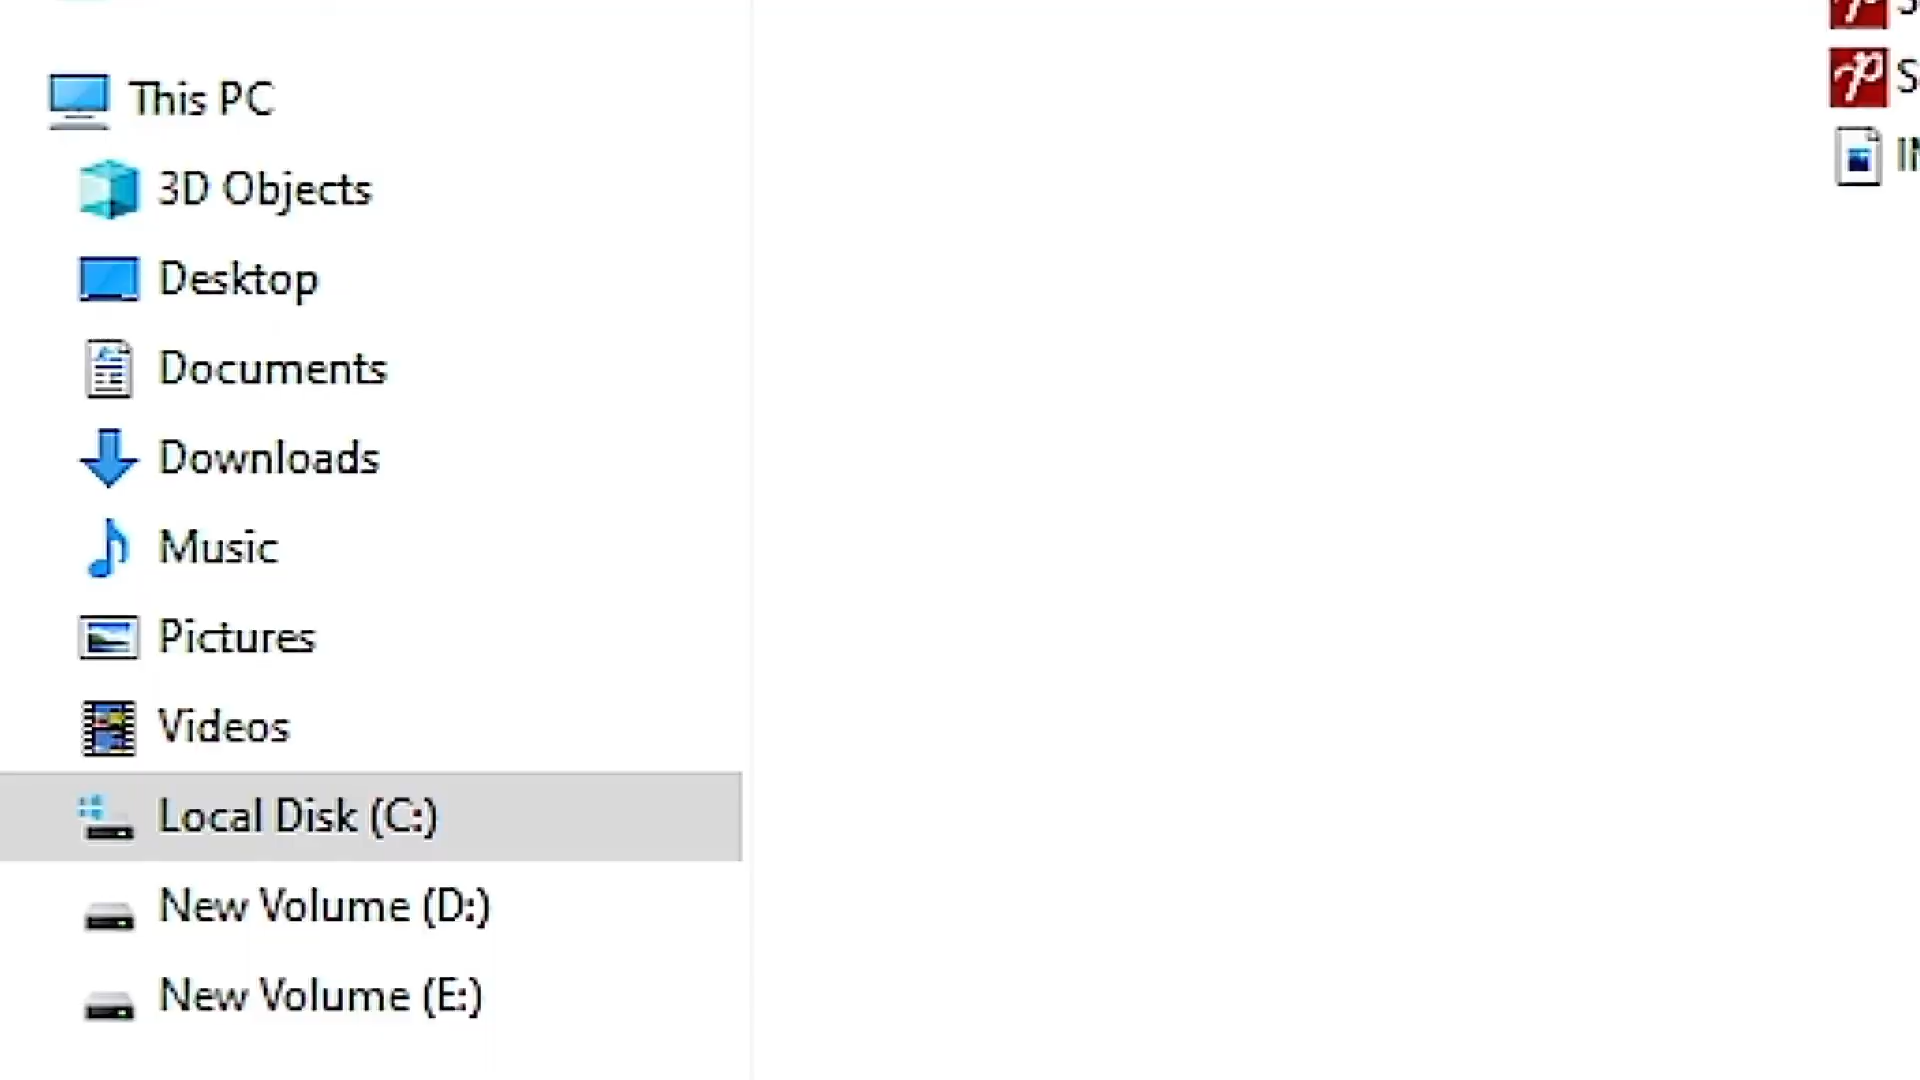 This PC
3D Objects
Desktop
Documents
Downloads
Music
Pictures
Videos
Local Disk (C:)
New Volume (D:)
New Volume (E:)